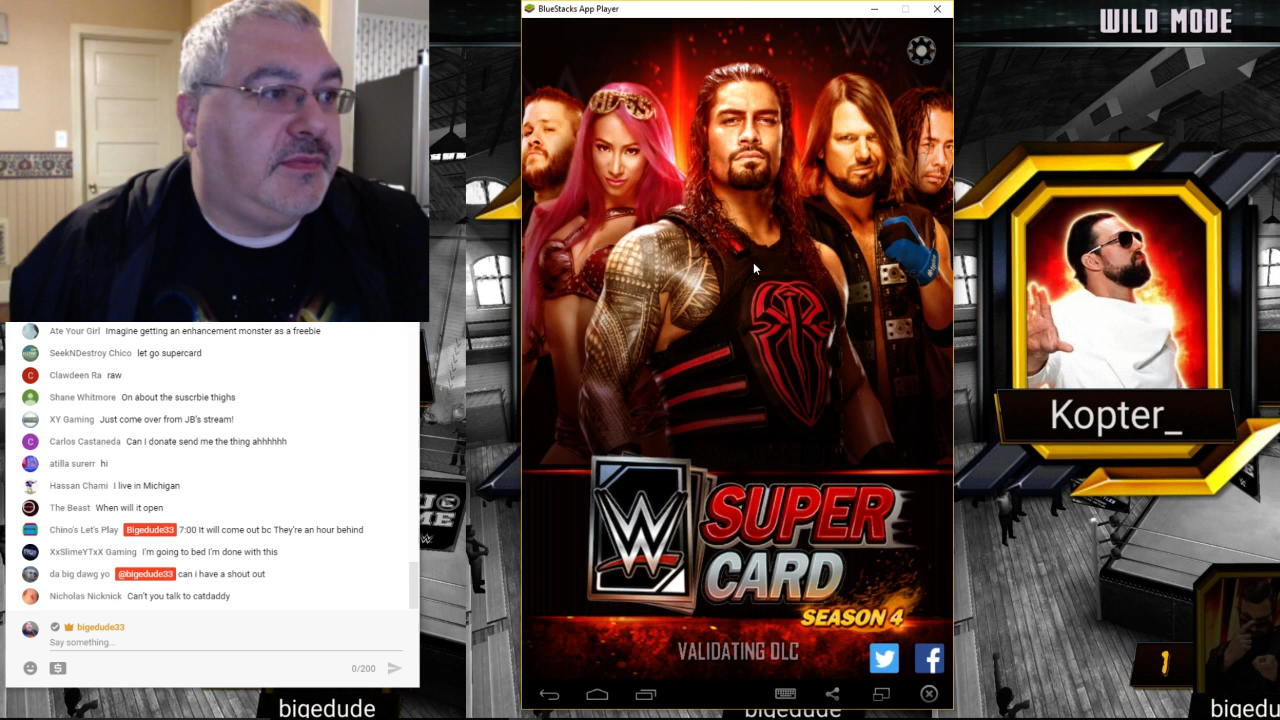 BlueStacks App Player
WILD MODE
Ate Your Girl Imagine getting an enhancement monster as a freebie
SeekNDestroy Chico let go supercard
C Clawdeen Ra raw
Shane Whitmore On about the suscrbie thighs
XY Gaming Just come over from JB's stream!
C Carlos Castaneda Can I donate send me the thing ahhhhhh
atilla surerr hi
Hassan Chami I live in Michigan
The Beast When will it open
Chino's Let's Play Bigedude33 7:00 It will come out bc They're an hour behind
XxSlimeYTxX Gaming I'm going to bed I'm done with this
da big dawg yo @bigedude33 can i have a shout out
Nicholas Nicknick Can't you talk to catdaddy
bigedude33
Say something...
0/200
W
SUPER
CARD
SEASON 4
VALIDATING DLC
Kopter_
1
bigedude
bigedude
bigedu